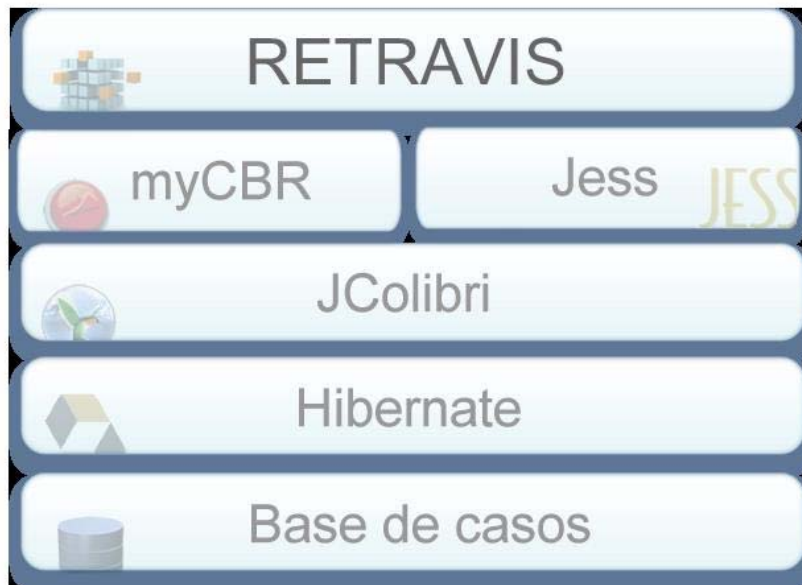 RETRAVIS
myCBR
Jess
JESS
JColibri
Hibernate
Base de casos